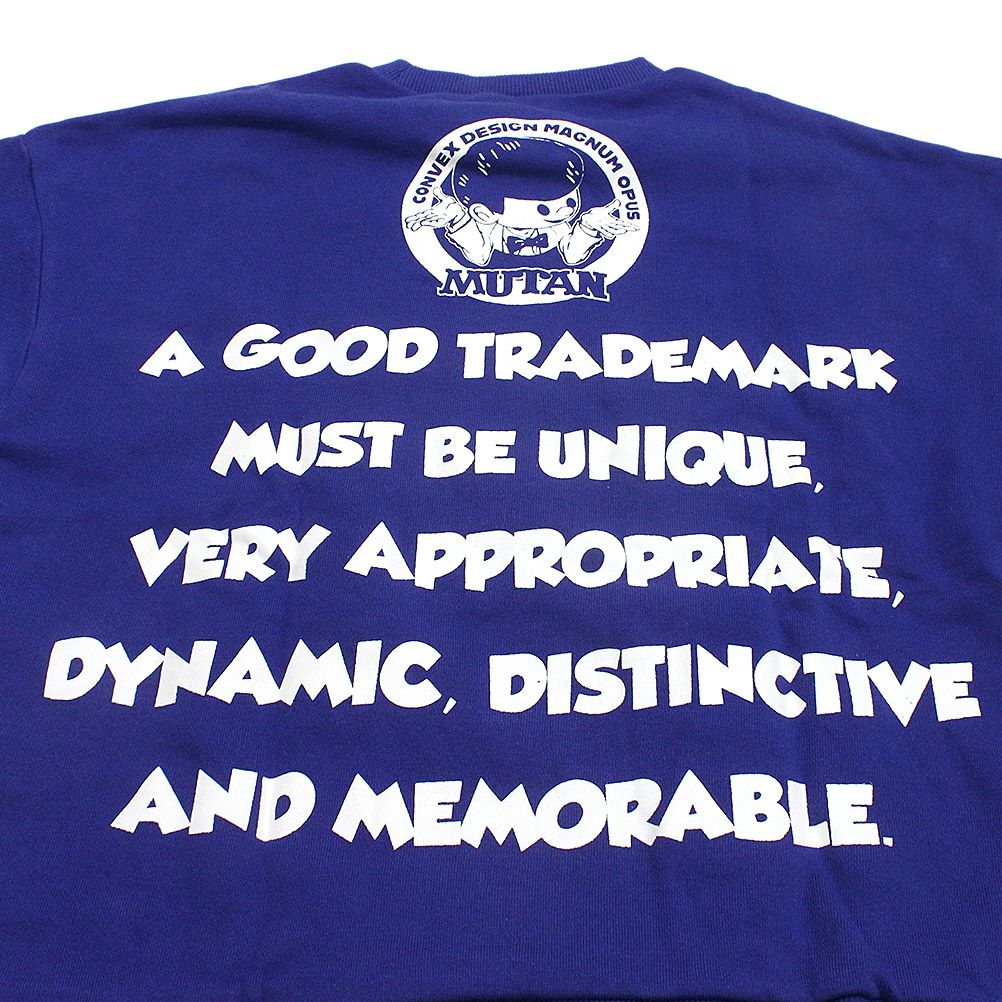 CONVEX DESIGN MAGNUM OPUS
MUTAN
A GOOD TRADEMARK
MUST BE UNIQUE,
VERY APPROPRIATE,
DYNAMIC, DISTINCTIVE
AND MEMORABLE.